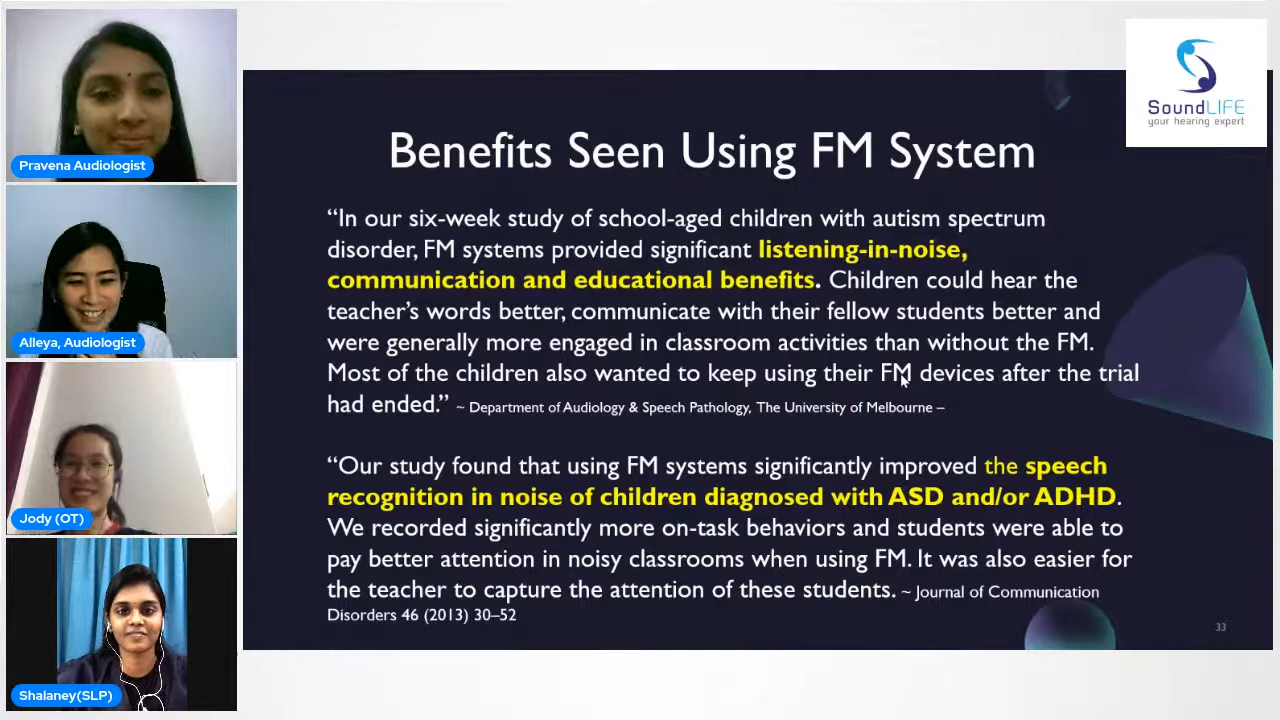 Pravena Audiologist
Alleya, Audiologist
Jody (OT)
Shalaney(SLP)
SoundLIFE
your hearing expert
Benefits Seen Using FM System
“In our six-week study of school-aged children with autism spectrum
disorder, FM systems provided significant listening-in-noise,
communication and educational benefits. Children could hear the
teacher’s words better, communicate with their fellow students better and
were generally more engaged in classroom activities than without the FM.
Most of the children also wanted to keep using their FM devices after the trial
had ended.” ~ Department of Audiology & Speech Pathology, The University of Melbourne –
“Our study found that using FM systems significantly improved the speech
recognition in noise of children diagnosed with ASD and/or ADHD.
We recorded significantly more on-task behaviors and students were able to
pay better attention in noisy classrooms when using FM. It was also easier for
the teacher to capture the attention of these students. ~ Journal of Communication
Disorders 46 (2013) 30–52
33